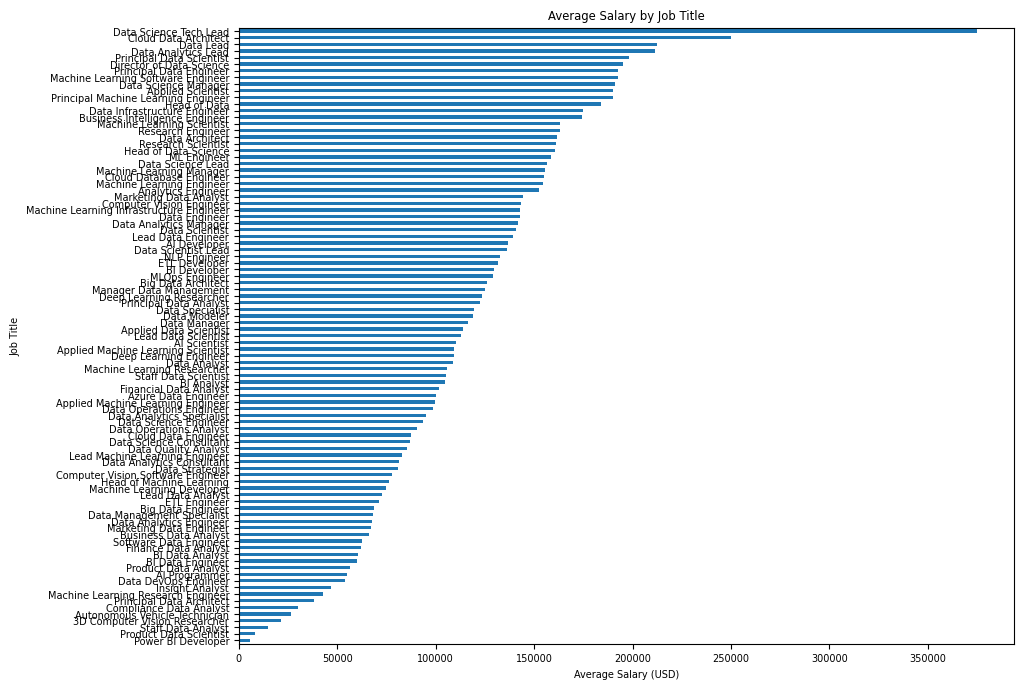 Average Salary by Job Title
Data Science Tech Lead
Cloud Data Architect
Data Lead
Data Analytics Lead
Principal Data Scientist
Director of Data Science
Principal Data Engineer
Machine Learning Software Engineer
Data Science Manager
Applied Scientist
Principal Machine Learning Engineer
Head of Data
Data Infrastructure Engineer
Business Intelligence Engineer
Machine Learning Scientist
Research Engineer
Data Architect
Research Scientist
Head of Data Science
ML Engineer
Data Science Lead
Machine Learning Manager
Cloud Database Engineer
Machine Learning Engineer
Analytics Engineer
Marketing Data Analyst
Computer Vision Engineer
Machine Learning Infrastructure Engineer
Data Engineer
Data Analytics Manager
Data Scientist
Lead Data Engineer
AI Developer
Data Scientist Lead
NLP Engineer
ETL Developer
BI Developer
MLOps Engineer
Big Data Architect
Manager Data Management
Deep Learning Researcher
Principal Data Analyst
Data Specialist
Data Modeler
Data Manager
Applied Data Scientist
Lead Data Scientist
AI Scientist
Applied Machine Learning Scientist
Deep Learning Engineer
Data Analyst
Machine Learning Researcher
Staff Data Scientist
BI Analyst
Financial Data Analyst
Azure Data Engineer
Applied Machine Learning Engineer
Data Operations Engineer
Data Analytics Specialist
Data Science Engineer
Data Operations Analyst
Cloud Data Engineer
Data Science Consultant
Data Quality Analyst
Lead Machine Learning Engineer
Data Analytics Consultant
Data Strategist
Computer Vision Software Engineer
Head of Machine Learning
Machine Learning Developer
Lead Data Analyst
ETL Engineer
Big Data Engineer
Data Management Specialist
Data Analytics Engineer
Marketing Data Engineer
Business Data Analyst
Software Data Engineer
Finance Data Analyst
BI Data Analyst
BI Data Engineer
Product Data Analyst
AI Programmer
Data DevOps Engineer
Insight Analyst
Machine Learning Research Engineer
Principal Data Architect
Compliance Data Analyst
Autonomous Vehicle Technician
3D Computer Vision Researcher
Staff Data Analyst
Product Data Scientist
Power BI Developer
Job Title
0
50000
100000
150000
200000
250000
300000
350000
Average Salary (USD)